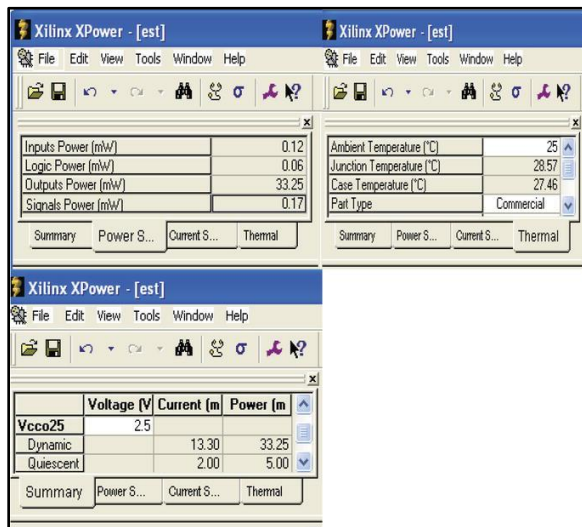 Xilinx XPower - [est]
File Edit View Tools Window Help
Inputs Power (mW) 0.12
Logic Power (mW) 0.06
Outputs Power (mW) 33.25
Signals Power (mW) 0.17
Summary Power S... Current S... Thermal
Xilinx XPower - [est]
File Edit View Tools Window Help
Ambient Temperature (°C) 25
Junction Temperature (°C) 28.57
Case Temperature (°C) 27.46
Part Type Commercial
Summary Power S... Current S... Thermal
Xilinx XPower - [est]
File Edit View Tools Window Help
Voltage (V Current (m Power (m
Vcco25 2.5
Dynamic 13.30 33.25
Quiescent 2.00 5.00
Summary Power S... Current S... Thermal